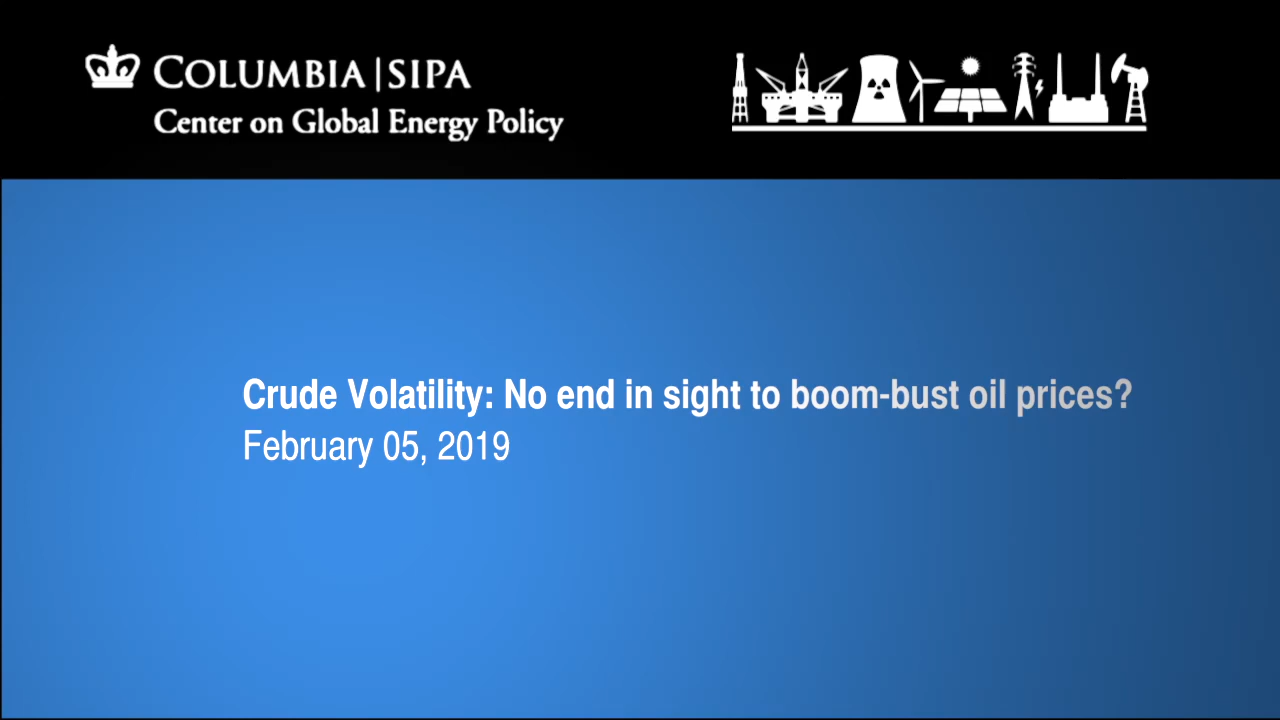 COLUMBIA | SIPA
Center on Global Energy Policy
Crude Volatility: No end in sight to boom-bust oil prices?
February 05, 2019